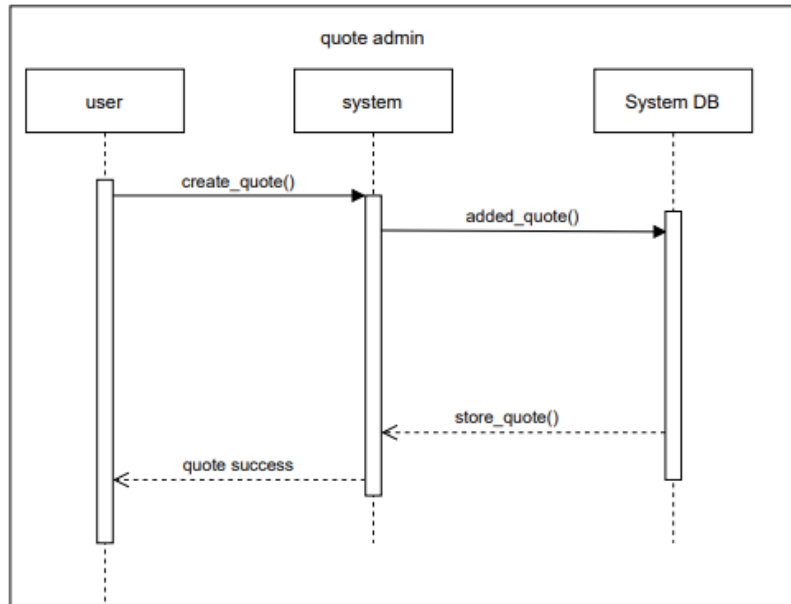 quote admin
user
system
System DB
create_quote()
added_quote()
store_quote()
quote success